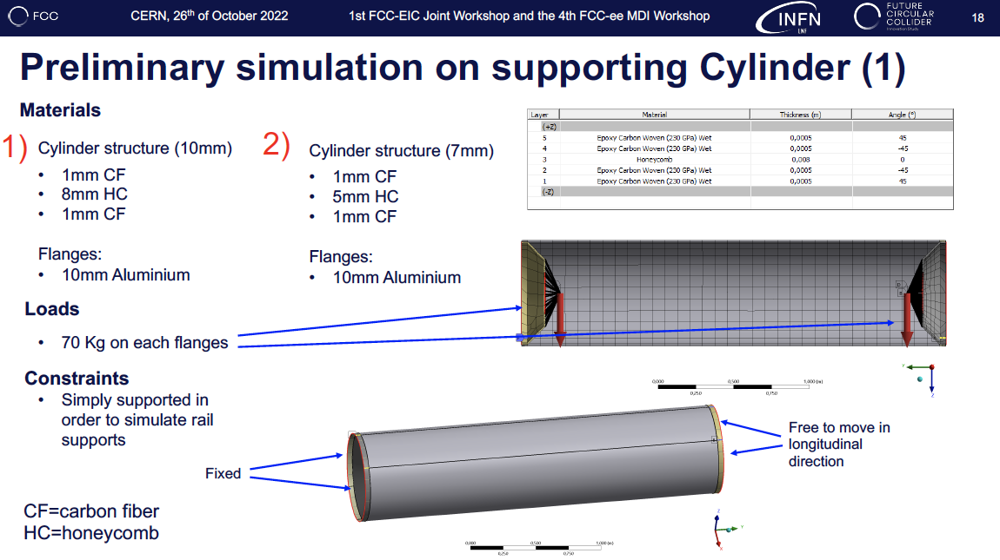 FCC
CERN, 26th of October 2022
1st FCC-EIC Joint Workshop and the 4th FCC-ee MDI Workshop
INFN
LNF
FUTURE
CIRCULAR
COLLIDER
Innovation Study
18
Preliminary simulation on supporting Cylinder (1)
Materials
1)
Cylinder structure (10mm)
• 1mm CF
• 8mm HC
• 1mm CF
Flanges:
• 10mm Aluminium
2)
Cylinder structure (7mm)
• 1mm CF
• 5mm HC
• 1mm CF
Flanges:
• 10mm Aluminium
Layer Material Thickness (m) Angle (°)
(+Z)
5 Epoxy Carbon Woven (230 GPa) Wet 0,0005 45
4 Epoxy Carbon Woven (230 GPa) Wet 0,0005 -45
3 Honeycomb 0,008 0
2 Epoxy Carbon Woven (230 GPa) Wet 0,0005 -45
1 Epoxy Carbon Woven (230 GPa) Wet 0,0005 45
(-Z)
Loads
• 70 Kg on each flanges
0,000 0,500 1,000 (m)
0,250 0,750
Y
Z
Constraints
• Simply supported in
order to simulate rail
supports
Fixed
Free to move in
longitudinal
direction
CF=carbon fiber
HC=honeycomb
0,000 0,500 1,000 (m)
0,250 0,750
Z
Y
X